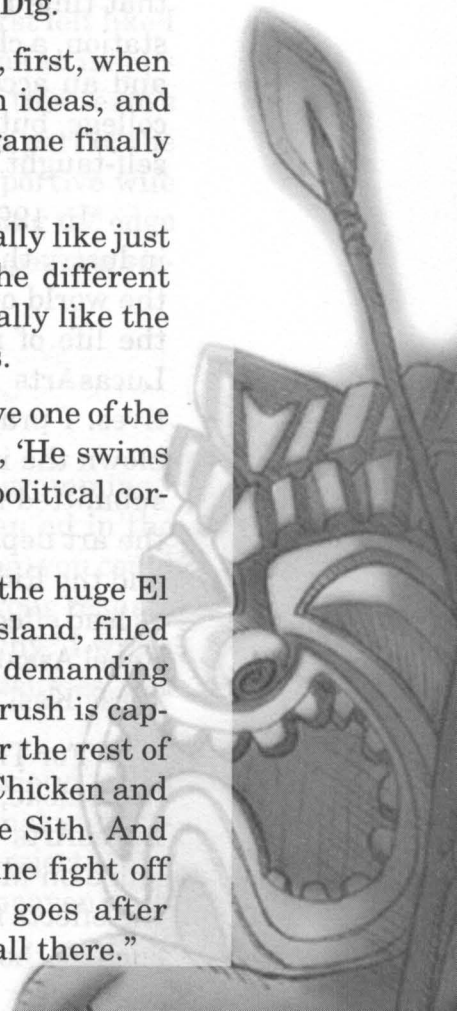 Dig.
, first, when
ideas, and
game finally
ally like just
he different
ally like the
s.
ve one of the
, ‘He swims
political cor-
the huge El
sland, filled
demanding
rush is cap-
r the rest of
Chicken and
e Sith. And
ne fight off
goes after
all there.”